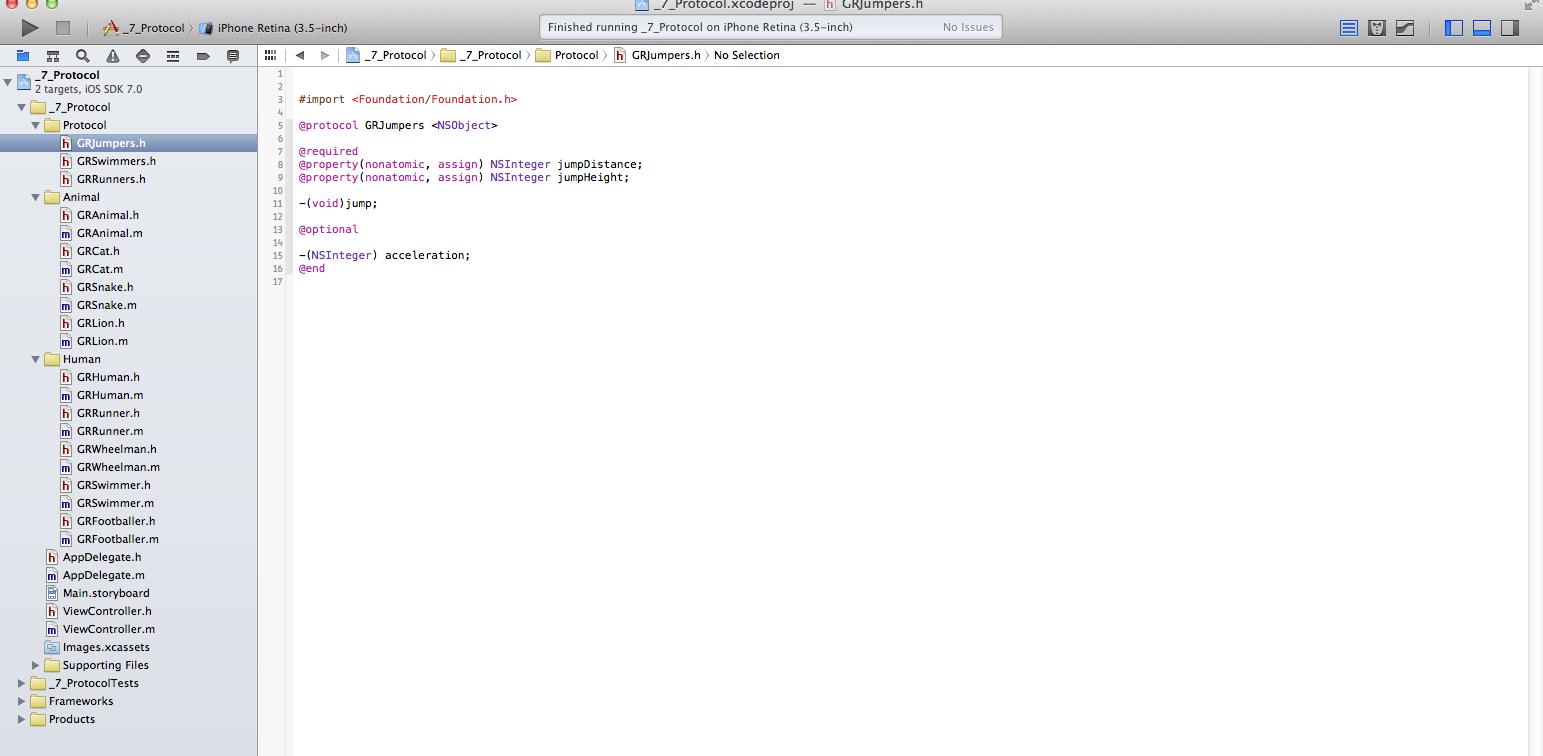 _7_Protocol.xcodeproj — h GRJumpers.h
_7_Protocol iPhone Retina (3.5-inch)
Finished running _7_Protocol on iPhone Retina (3.5-inch) No Issues
_7_Protocol _7_Protocol Protocol h GRJumpers.h No Selection
_7_Protocol
2 targets, iOS SDK 7.0
_7_Protocol
Protocol
h GRJumpers.h
h GRSwimmers.h
h GRRunners.h
Animal
h GRAnimal.h
m GRAnimal.m
h GRCat.h
m GRCat.m
h GRSnake.h
m GRSnake.m
h GRLion.h
m GRLion.m
Human
h GRHuman.h
m GRHuman.m
h GRRunner.h
m GRRunner.m
h GRWheelman.h
m GRWheelman.m
h GRSwimmer.h
m GRSwimmer.m
h GRFootballer.h
m GRFootballer.m
h AppDelegate.h
m AppDelegate.m
Main.storyboard
h ViewController.h
m ViewController.m
Images.xcassets
Supporting Files
_7_ProtocolTests
Frameworks
Products
1
2
3 #import <Foundation/Foundation.h>
4
5 @protocol GRJumpers <NSObject>
6
7 @required
8 @property(nonatomic, assign) NSInteger jumpDistance;
9 @property(nonatomic, assign) NSInteger jumpHeight;
10
11 -(void)jump;
12
13 @optional
14
15 -(NSInteger) acceleration;
16 @end
17